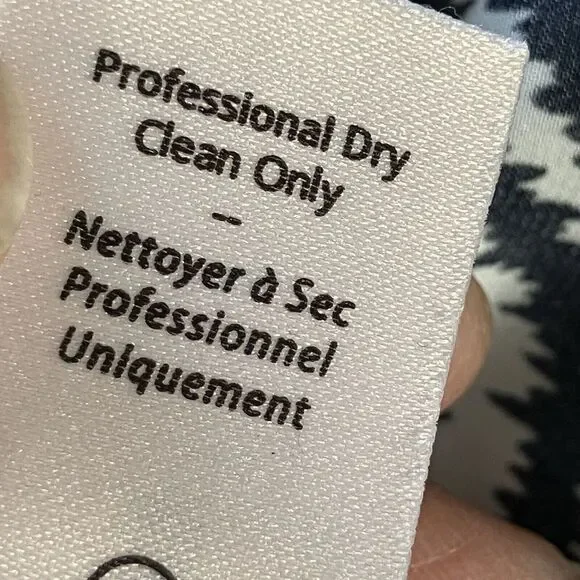 Professional Dry
Clean Only
--
Nettoyer à Sec
Professionnel
Uniquement